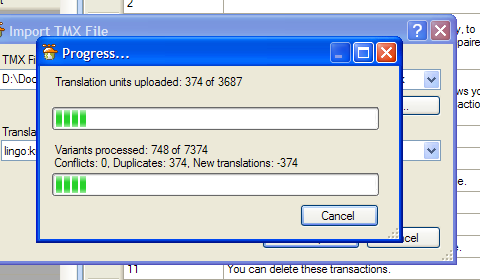 2
Import TMX File
y, to
Progress...
paire
TMX Fi
Translation units uploaded: 374 of 3687
D:\Doc
ws yo
...
actio
Variants processed: 748 of 7374
Transla
Conflicts: 0, Duplicates: 374, New translations: -374
lingo:k
e.
Cancel
ncel
e.
11 You can delete these transactions.